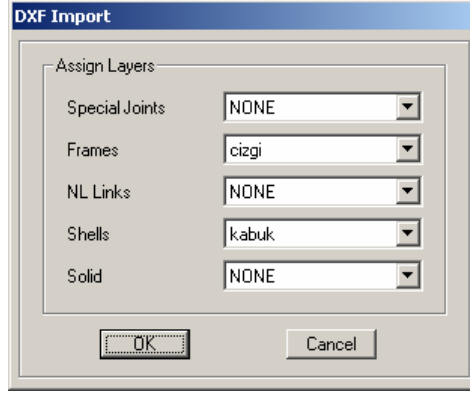 DXF Import
Assign Layers
Special Joints NONE
Frames cizgi
NL Links NONE
Shells kabuk
Solid NONE
OK Cancel